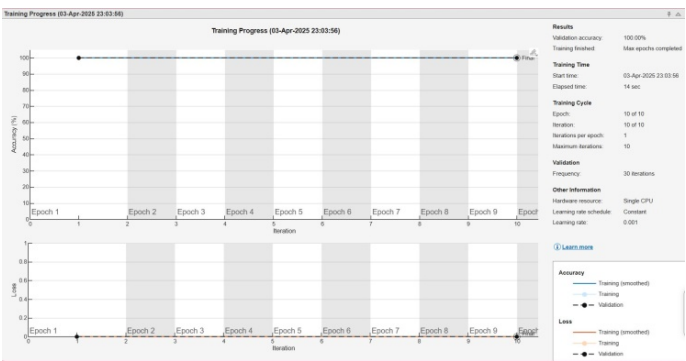 Training Progress (03-Apr-2025 23:03:56)
Training Progress (03-Apr-2025 23:03:56)
Accuracy (%)
100
90
80
70
60
50
40
30
20
10
0
Final
Epoch 1 Epoch 2 Epoch 3 Epoch 4 Epoch 5 Epoch 6 Epoch 7 Epoch 8 Epoch 9 Epoch
0 1 2 3 4 5 6 7 8 9 10
Iteration
Loss
1
0.8
0.6
0.4
0.2
0
Epoch 1 Epoch 2 Epoch 3 Epoch 4 Epoch 5 Epoch 6 Epoch 7 Epoch 8 Epoch 9 Epoch
Final
0 1 2 3 4 5 6 7 8 9 10
Iteration
Results
Validation accuracy: 100.00%
Training finished: Max epochs completed
Training Time
Start time: 03-Apr-2025 23:03:56
Elapsed time: 14 sec
Training Cycle
Epoch: 10 of 10
Iteration: 10 of 10
Iterations per epoch: 1
Maximum iterations: 10
Validation
Frequency: 30 iterations
Other Information
Hardware resource: Single CPU
Learning rate schedule: Constant
Learning rate: 0.001
Learn more
Accuracy
Training (smoothed)
Training
Validation
Loss
Training (smoothed)
Training
Validation